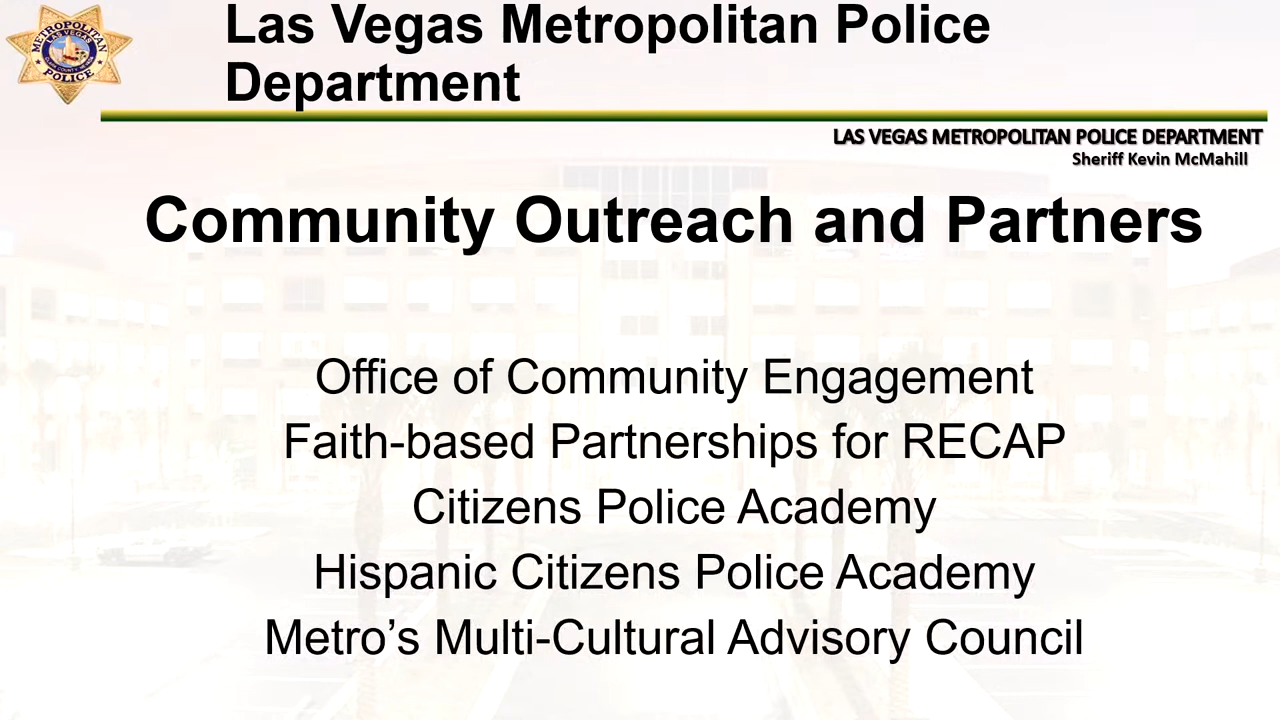 Las Vegas Metropolitan Police
Department
METROPOLITAN
LAS VEGAS
POLICE
LAS VEGAS METROPOLITAN POLICE DEPARTMENT
Sheriff Kevin McMahill
Community Outreach and Partners
Office of Community Engagement
Faith-based Partnerships for RECAP
Citizens Police Academy
Hispanic Citizens Police Academy
Metro’s Multi-Cultural Advisory Council